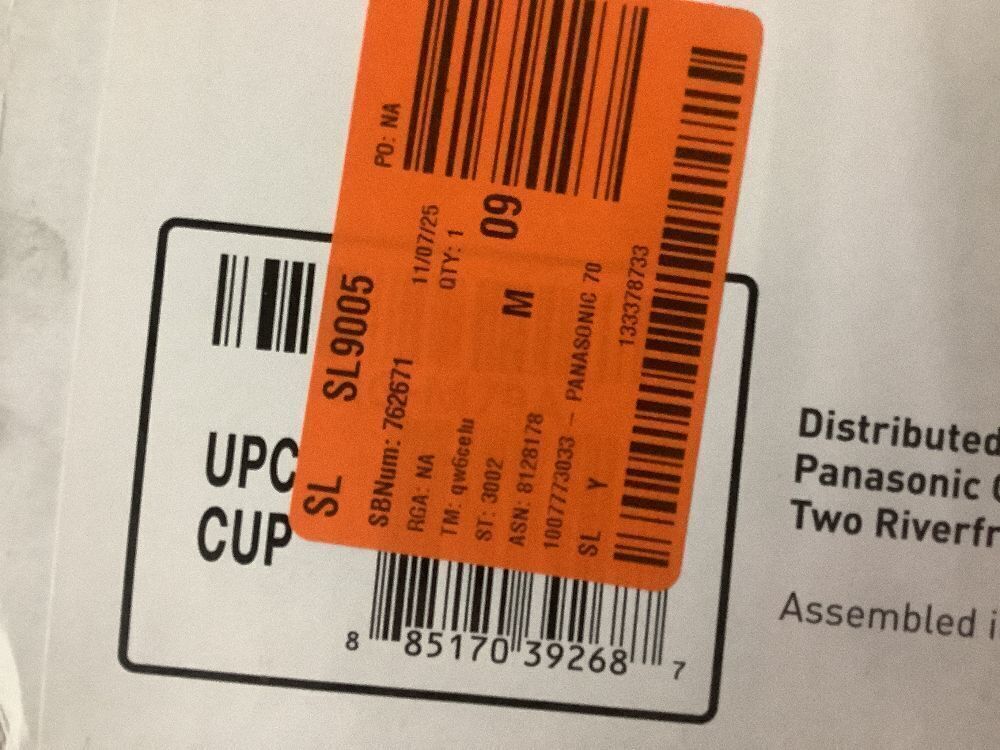 PO: NA
SL SL9005
11/07/25
SBNum: 762671
QTY: 1
RGA: NA
M 09
TM: qw6celu
ST: 3002
ASN: 8128178
1007773033 - PANASONIC 70
SL Y
133378733
UPC
CUP
8 85170 39268 7
Distributed
Panasonic
Two Riverfr
Assembled i